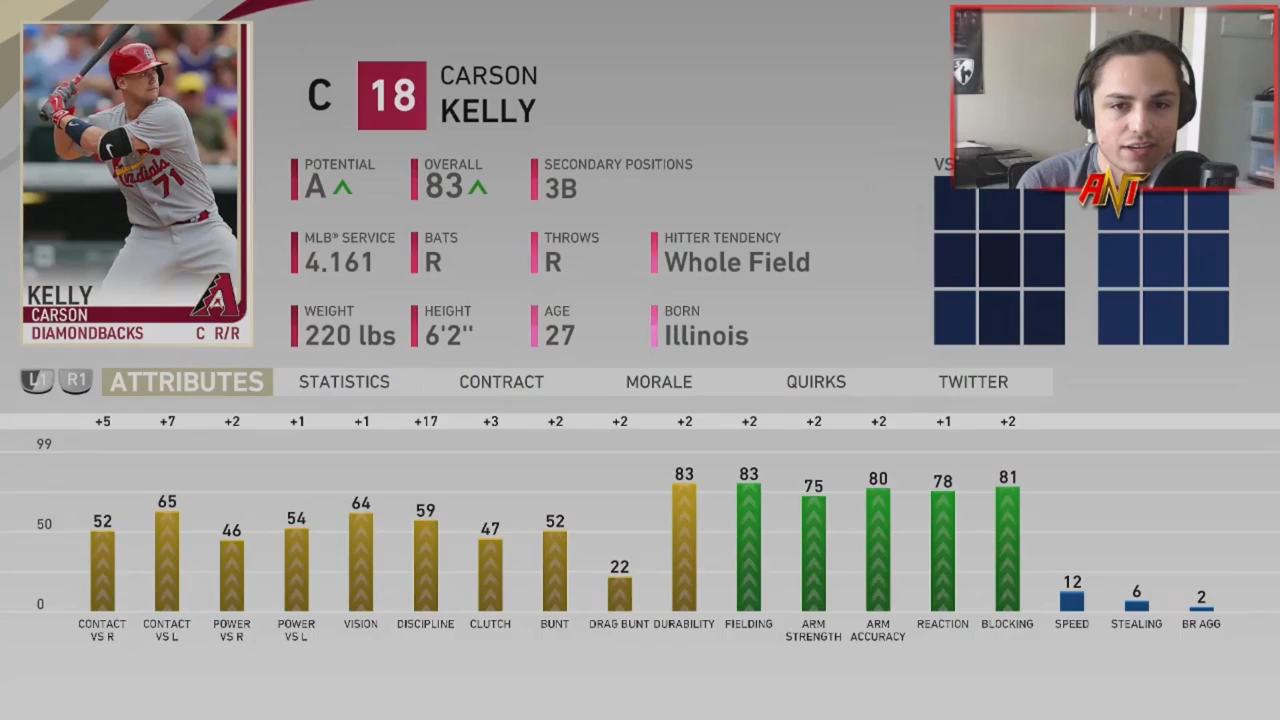 C 18 CARSON
KELLY
POTENTIAL OVERALL SECONDARY POSITIONS
A 83 3B
MLB® SERVICE BATS THROWS HITTER TENDENCY
4.161 R R Whole Field
WEIGHT HEIGHT AGE BORN
220 lbs 6'2" 27 Illinois
VS
ANT
71
KELLY
CARSON
DIAMONDBACKS C R/R
L1 R1 ATTRIBUTES STATISTICS CONTRACT MORALE QUIRKS TWITTER
+5 +7 +2 +1 +1 +17 +3 +2 +2 +2 +2 +2 +2 +1 +2
99
50
0
52 65 46 54 64 59 47 52 22 83 83 75 80 78 81 12 6 2
CONTACT CONTACT POWER POWER VISION DISCIPLINE CLUTCH BUNT DRAG BUNT DURABILITY FIELDING ARM ARM REACTION BLOCKING SPEED STEALING BR AGG
VS R VS L VS R VS L STRENGTH ACCURACY